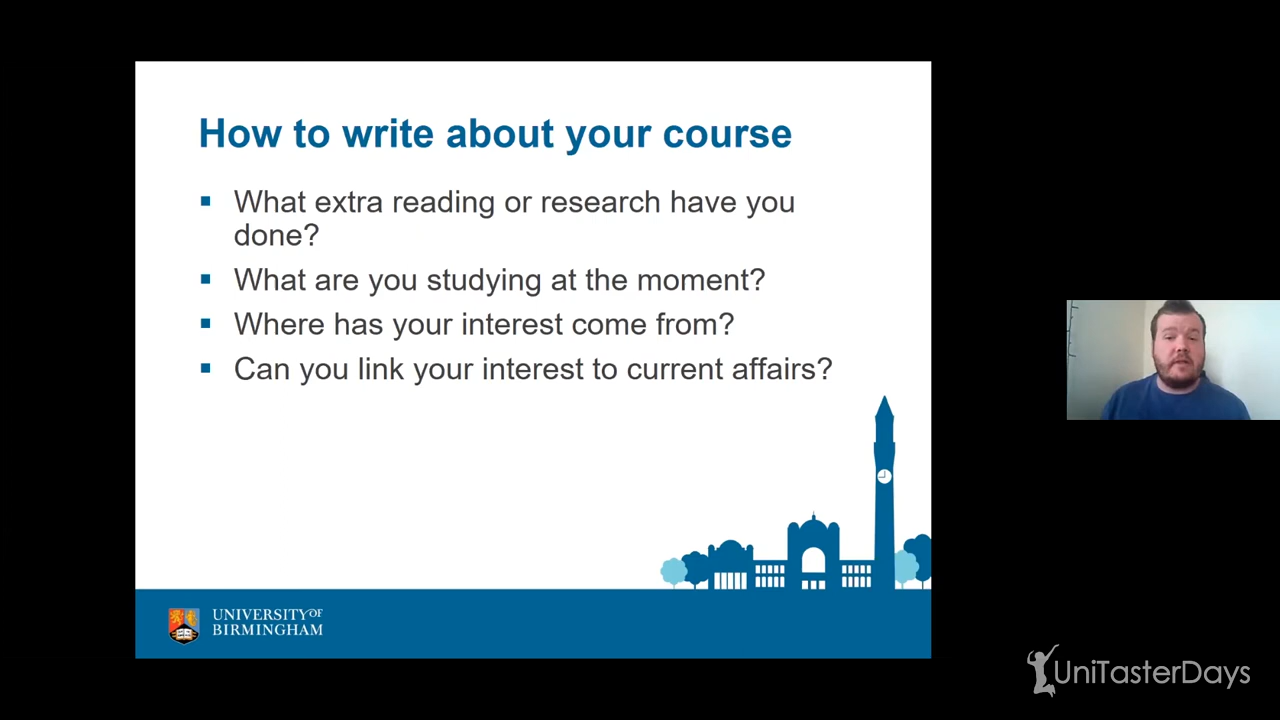 How to write about your course
▪ What extra reading or research have you
done?
▪ What are you studying at the moment?
▪ Where has your interest come from?
▪ Can you link your interest to current affairs?
UNIVERSITY OF
BIRMINGHAM
UniTasterDays